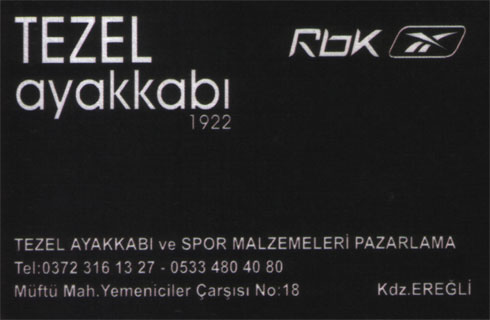 TEZEL
ayakkabı
1922
RbK
TEZEL AYAKKABI ve SPOR MALZEMELERİ PAZARLAMA
Tel:0372 316 13 27 - 0533 480 40 80
Müftü Mah.Yemeniciler Çarşısı No:18 Kdz.EREĞLİ